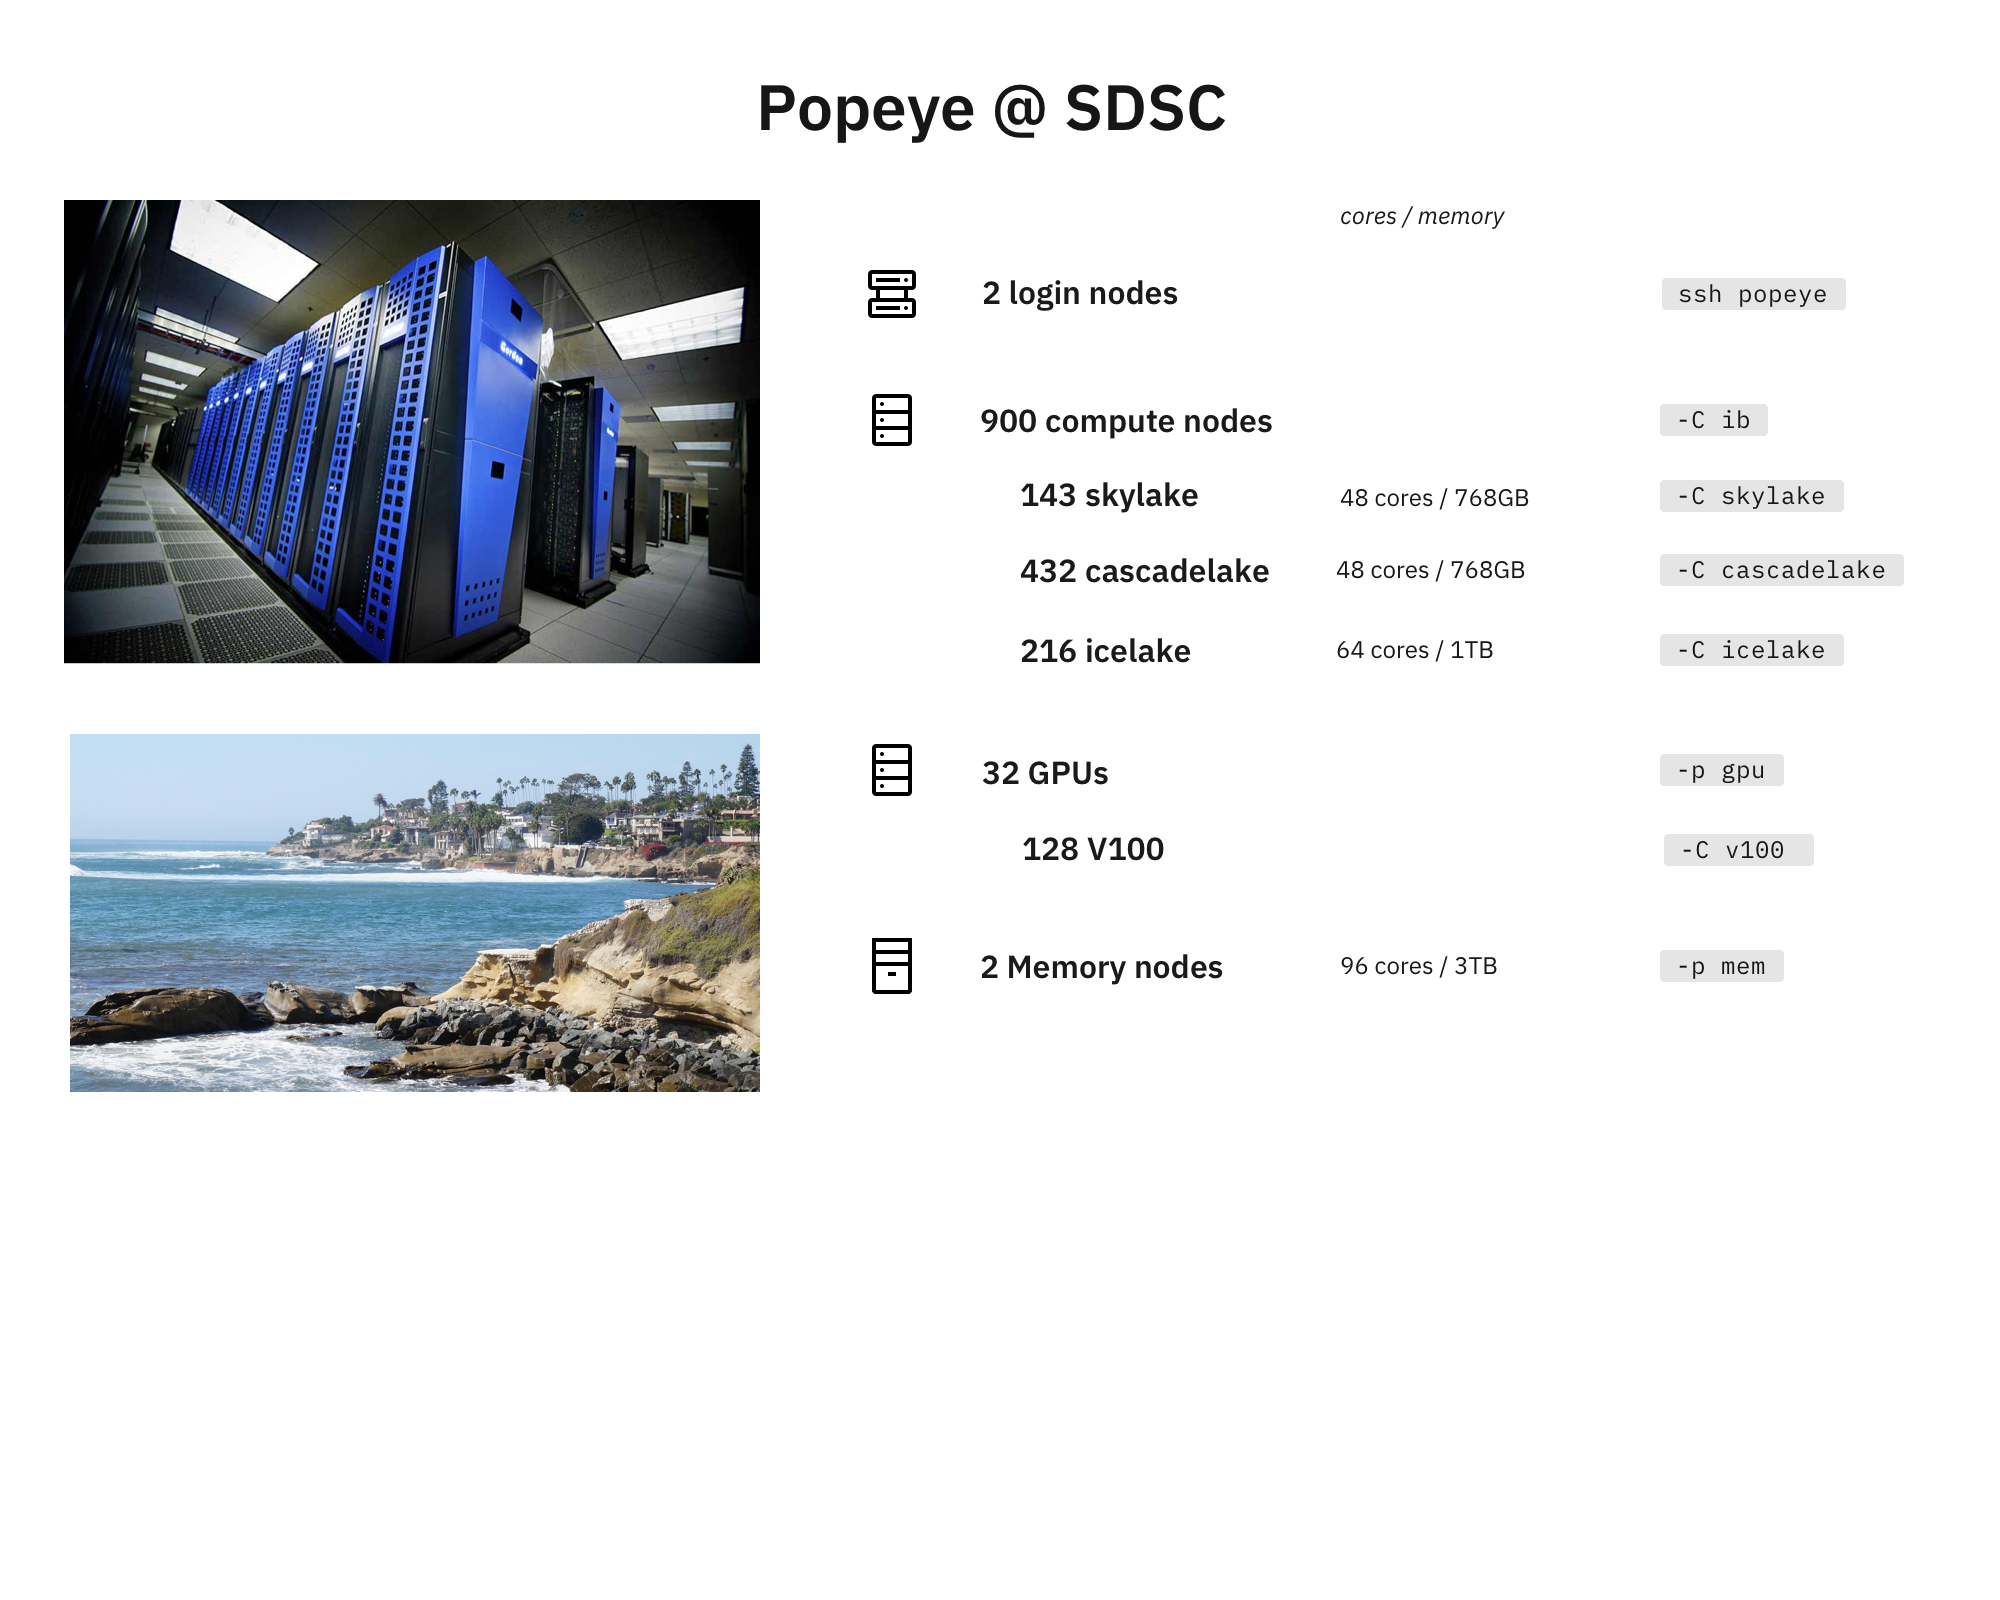 Popeye @ SDSC
cores / memory
2 login nodes ssh popeye
900 compute nodes -C ib
143 skylake 48 cores / 768GB -C skylake
432 cascadelake 48 cores / 768GB -C cascadelake
216 icelake 64 cores / 1TB -C icelake
32 GPUs -p gpu
128 V100 -C v100
2 Memory nodes 96 cores / 3TB -p mem
Gordon